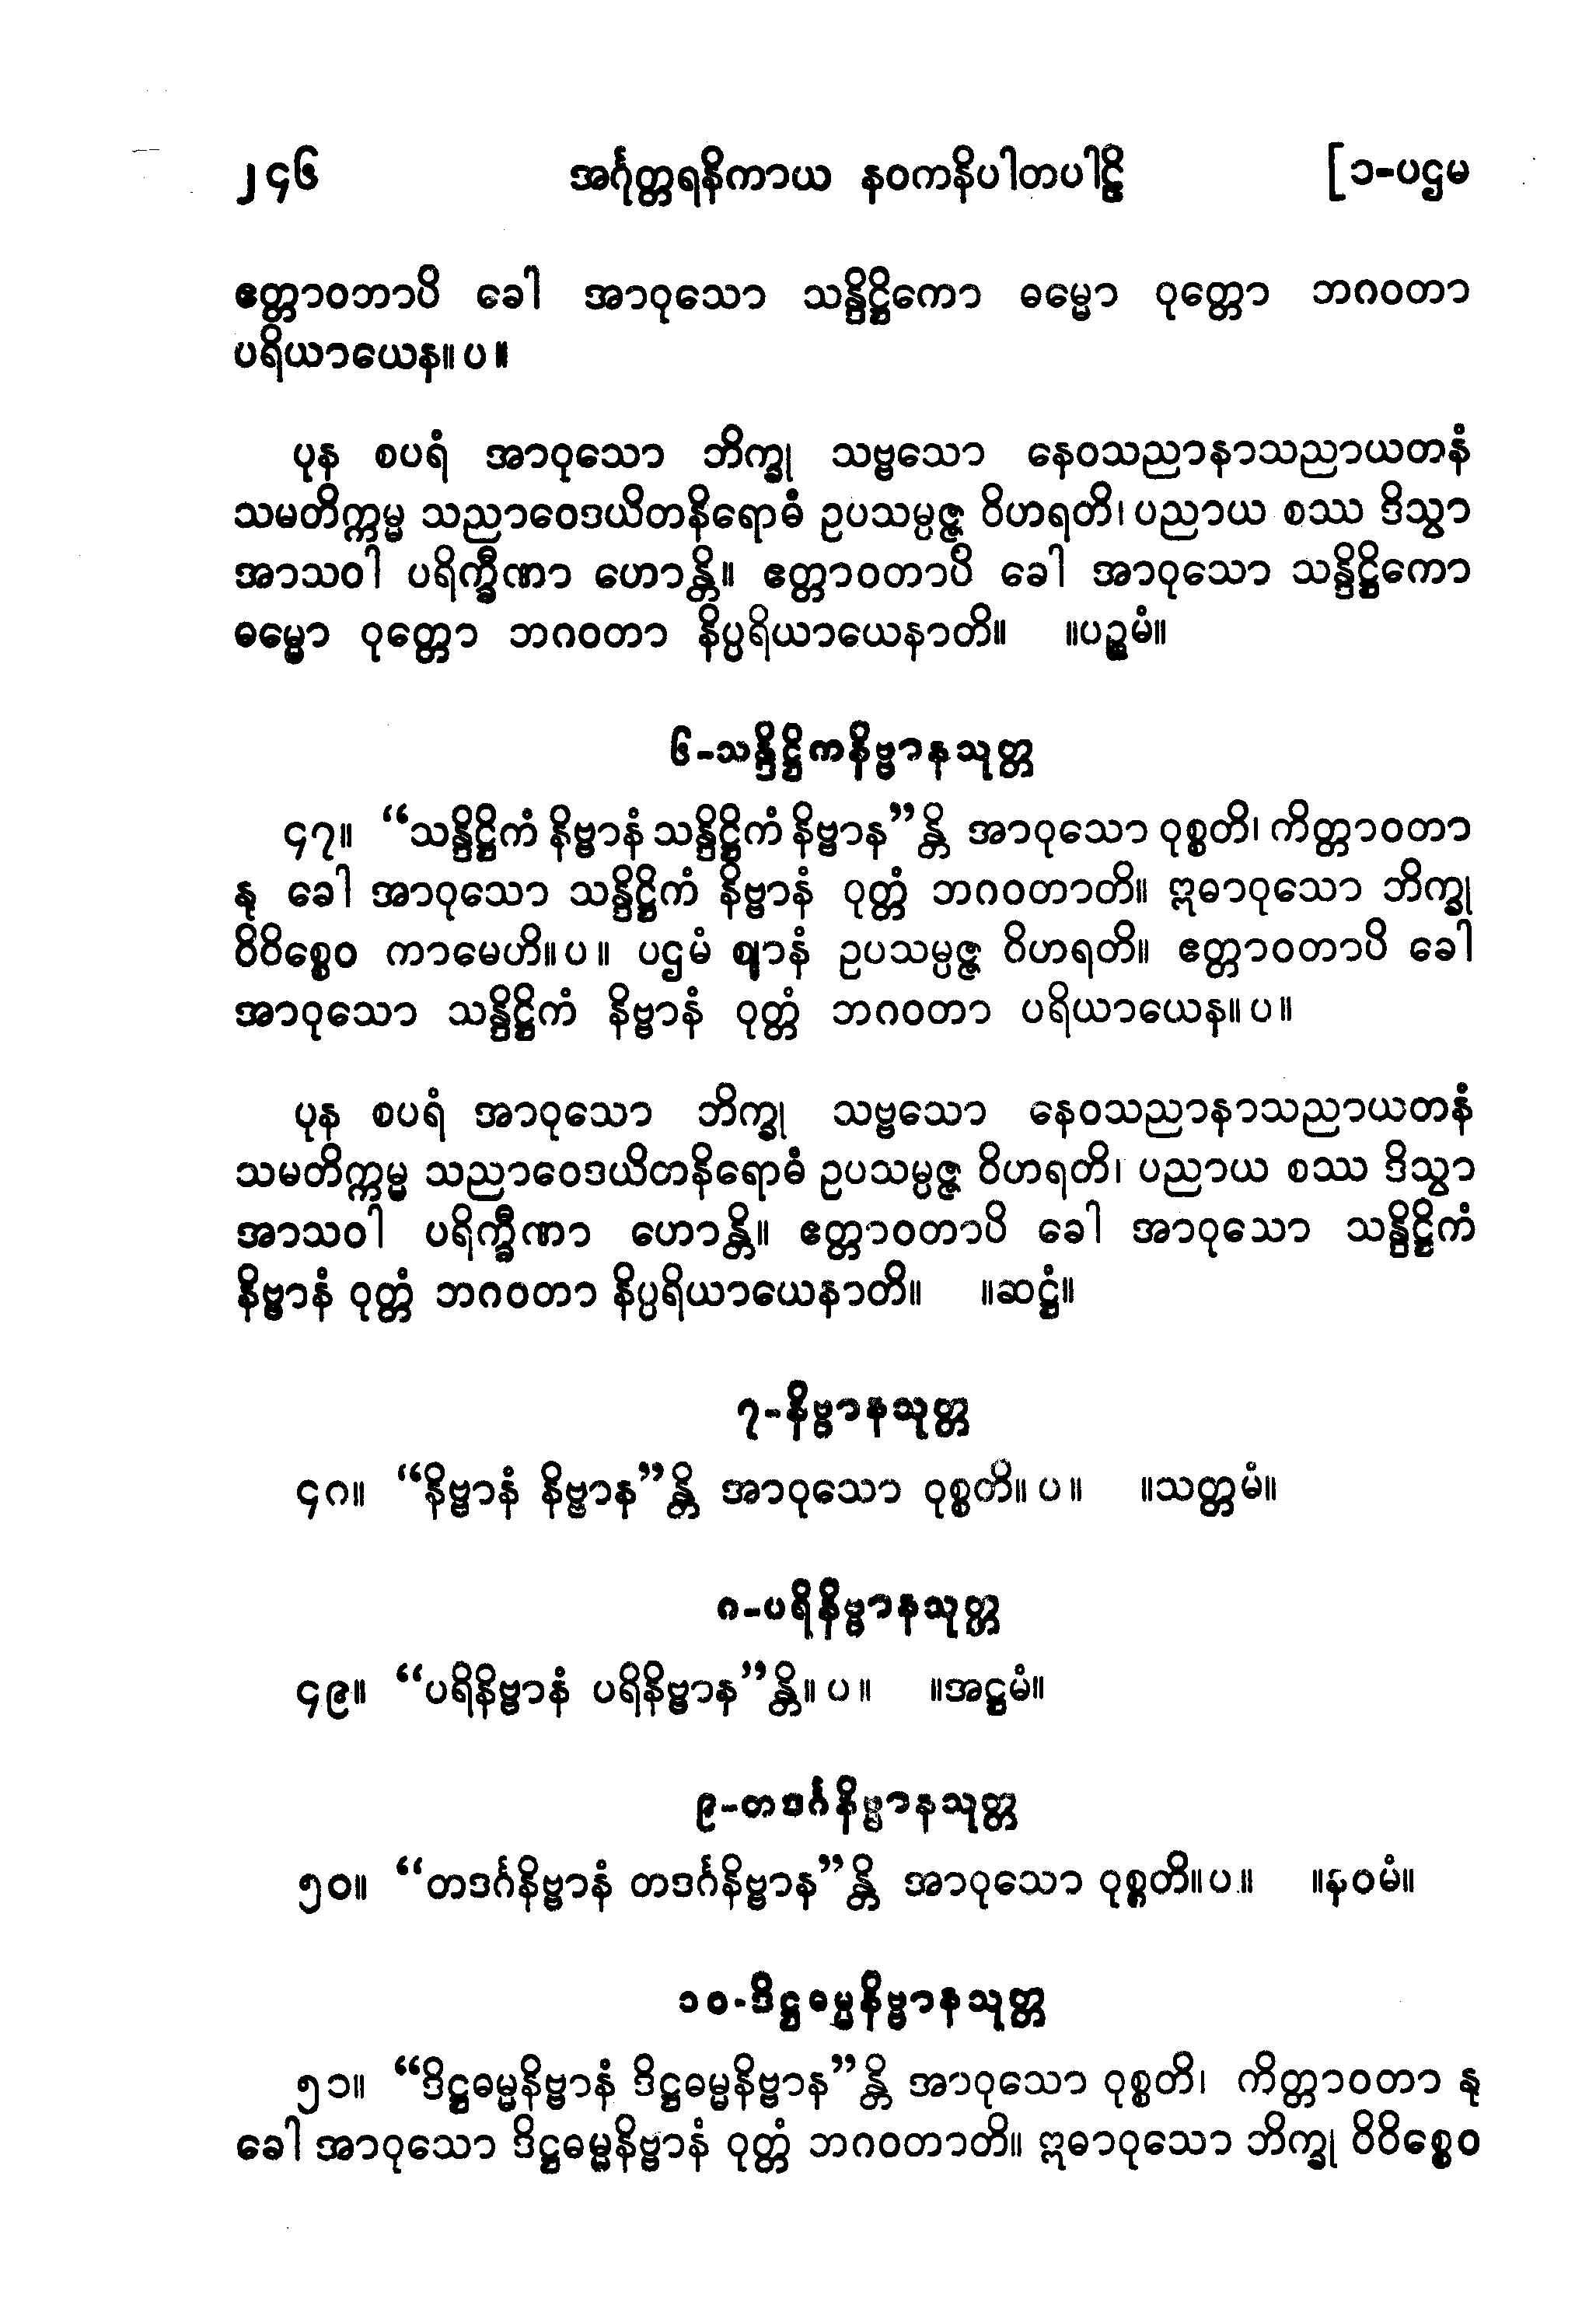 ၂၄၆ အင်္ဂုတ္တရနိကာယ နဝကနိပါတပါဠိ [၁-ပဌမ
ဧတ္တာဝဘာပိ ခေါ အာဝုသော သန္ဒိဋ္ဌိကော ဓမ္မော ဝုတ္တော ဘဂဝတာ
ပရိယာယေန။ပ။
ပုန စပရံ အာဝုသော ဘိက္ခု သဗ္ဗသော နေဝသညာနာသညာယတနံ
သမတိက္ကမ္မ သညာဝေဒယိတနိရောဓံ ဥပသမ္ပဇ္ဇ ဝိဟရတိ၊ ပညာယ စဿ ဒိသွာ
အာသဝါ ပရိက္ခီဏာ ဟောန္တိ။ ဧတ္တာဝတာပိ ခေါ အာဝုသော သန္ဒိဋ္ဌိကော
ဓမ္မော ဝုတ္တော ဘဂဝတာ နိပ္ပရိယာယေနာတိ။ ။ပဉ္စမံ။
၆-သန္ဒိဋ္ဌိကနိဗ္ဗာနသုတ္တ
၄၇။ “သန္ဒိဋ္ဌိကံ နိဗ္ဗာနံ သန္ဒိဋ္ဌိကံ နိဗ္ဗာန”န္တိ အာဝုသော ဝုစ္စတိ၊ ကိတ္တာဝတာ
နု ခေါ အာဝုသော သန္ဒိဋ္ဌိကံ နိဗ္ဗာနံ ဝုတ္တံ ဘဂဝတာတိ။ ဣဓာဝုသော ဘိက္ခု
ဝိဝိစ္စေဝ ကာမေဟိ။ပ။ ပဌမံ ဈာနံ ဥပသမ္ပဇ္ဇ ဝိဟရတိ။ ဧတ္တာဝတာပိ ခေါ
အာဝုသော သန္ဒိဋ္ဌိကံ နိဗ္ဗာနံ ဝုတ္တံ ဘဂဝတာ ပရိယာယေန။ပ။
ပုန စပရံ အာဝုသော ဘိက္ခု သဗ္ဗသော နေဝသညာနာသညာယတနံ
သမတိက္ကမ္မ သညာဝေဒယိတနိရောဓံ ဥပသမ္ပဇ္ဇ ဝိဟရတိ၊ ပညာယ စဿ ဒိသွာ
အာသဝါ ပရိက္ခီဏာ ဟောန္တိ။ ဧတ္တာဝတာပိ ခေါ အာဝုသော သန္ဒိဋ္ဌိကံ
နိဗ္ဗာနံ ဝုတ္တံ ဘဂဝတာ နိပ္ပရိယာယေနာတိ။ ။ဆဋ္ဌံ။
၇-နိဗ္ဗာနသုတ္တ
၄၈။ “နိဗ္ဗာနံ နိဗ္ဗာန”န္တိ အာဝုသော ဝုစ္စတိ။ပ။ ။သတ္တမံ။
၈-ပရိနိဗ္ဗာနသုတ္တ
၄၉။ “ပရိနိဗ္ဗာနံ ပရိနိဗ္ဗာန”န္တိ။ပ။ ။အဋ္ဌမံ။
၉-တဒင်္ဂနိဗ္ဗာနသုတ္တ
၅၀။ “တဒင်္ဂနိဗ္ဗာနံ တဒင်္ဂနိဗ္ဗာန”န္တိ အာဝုသော ဝုစ္စတိ။ပ။ ။နဝမံ။
၁၀-ဒိဋ္ဌဓမ္မနိဗ္ဗာနသုတ္တ
၅၁။ “ဒိဋ္ဌဓမ္မနိဗ္ဗာနံ ဒိဋ္ဌဓမ္မနိဗ္ဗာန”န္တိ အာဝုသော ဝုစ္စတိ၊ ကိတ္တာဝတာ နု
ခေါ အာဝုသော ဒိဋ္ဌဓမ္မနိဗ္ဗာနံ ဝုတ္တံ ဘဂဝတာတိ။ ဣဓာဝုသော ဘိက္ခု ဝိဝိစ္စေဝ